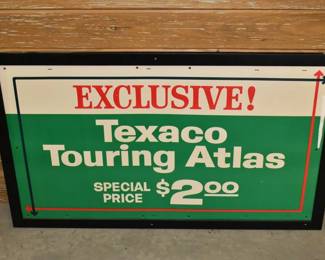 EXCLUSIVE!
Texaco
Touring Atlas
SPECIAL
PRICE $2.00